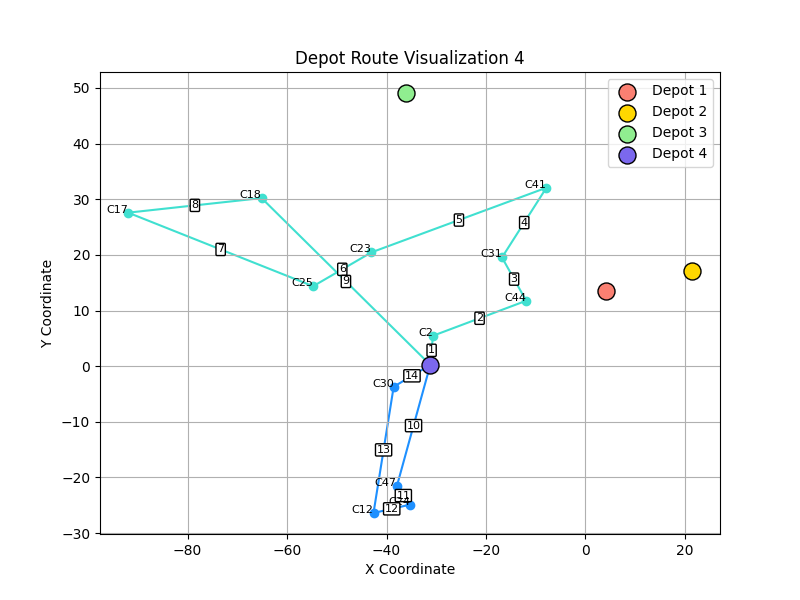 Depot Route Visualization 4
Depot 1
Depot 2
Depot 3
Depot 4
50
40
30
20
10
0
−10
−20
−30
Y Coordinate
−80
−60
−40
−20
0
20
X Coordinate
C41
C18
C17
C31
C23
C25
C44
C2
C30
C47
C12
1
2
3
4
5
6
7
8
9
10
11
12
13
14